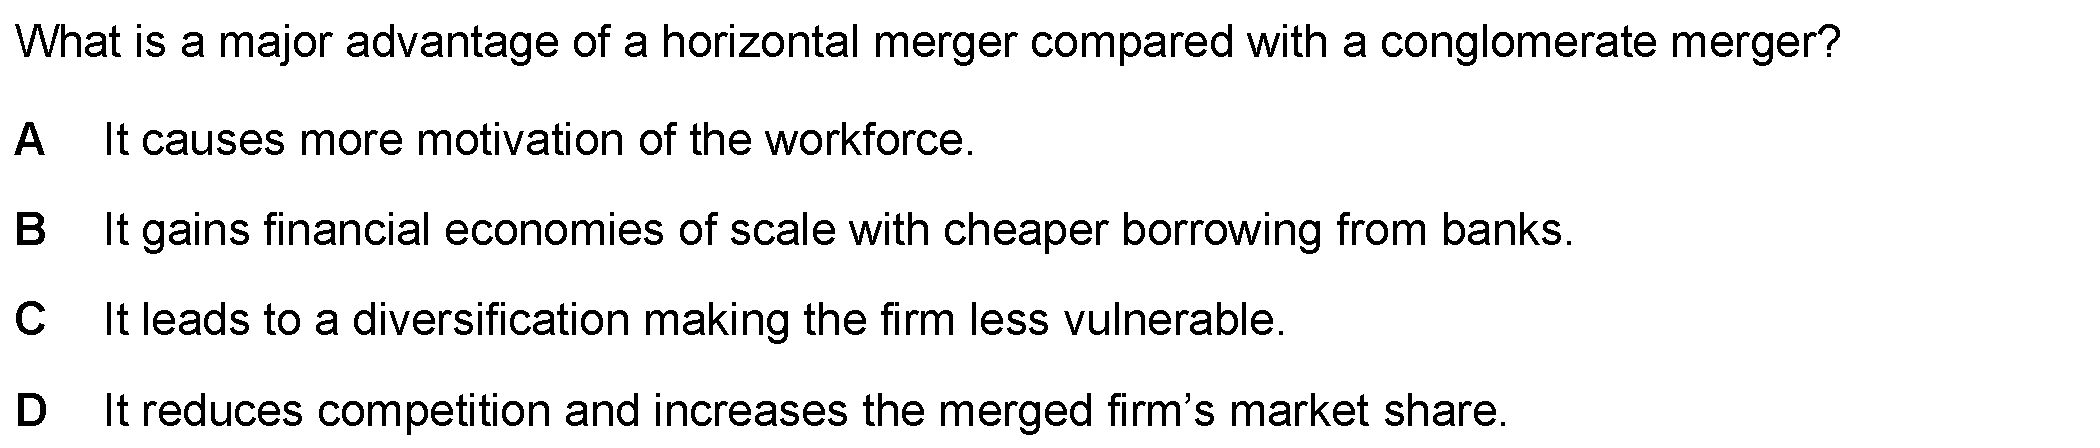 What is a major advantage of a horizontal merger compared with a conglomerate merger?
A It causes more motivation of the workforce.
B It gains financial economies of scale with cheaper borrowing from banks.
C It leads to a diversification making the firm less vulnerable.
D It reduces competition and increases the merged firm’s market share.